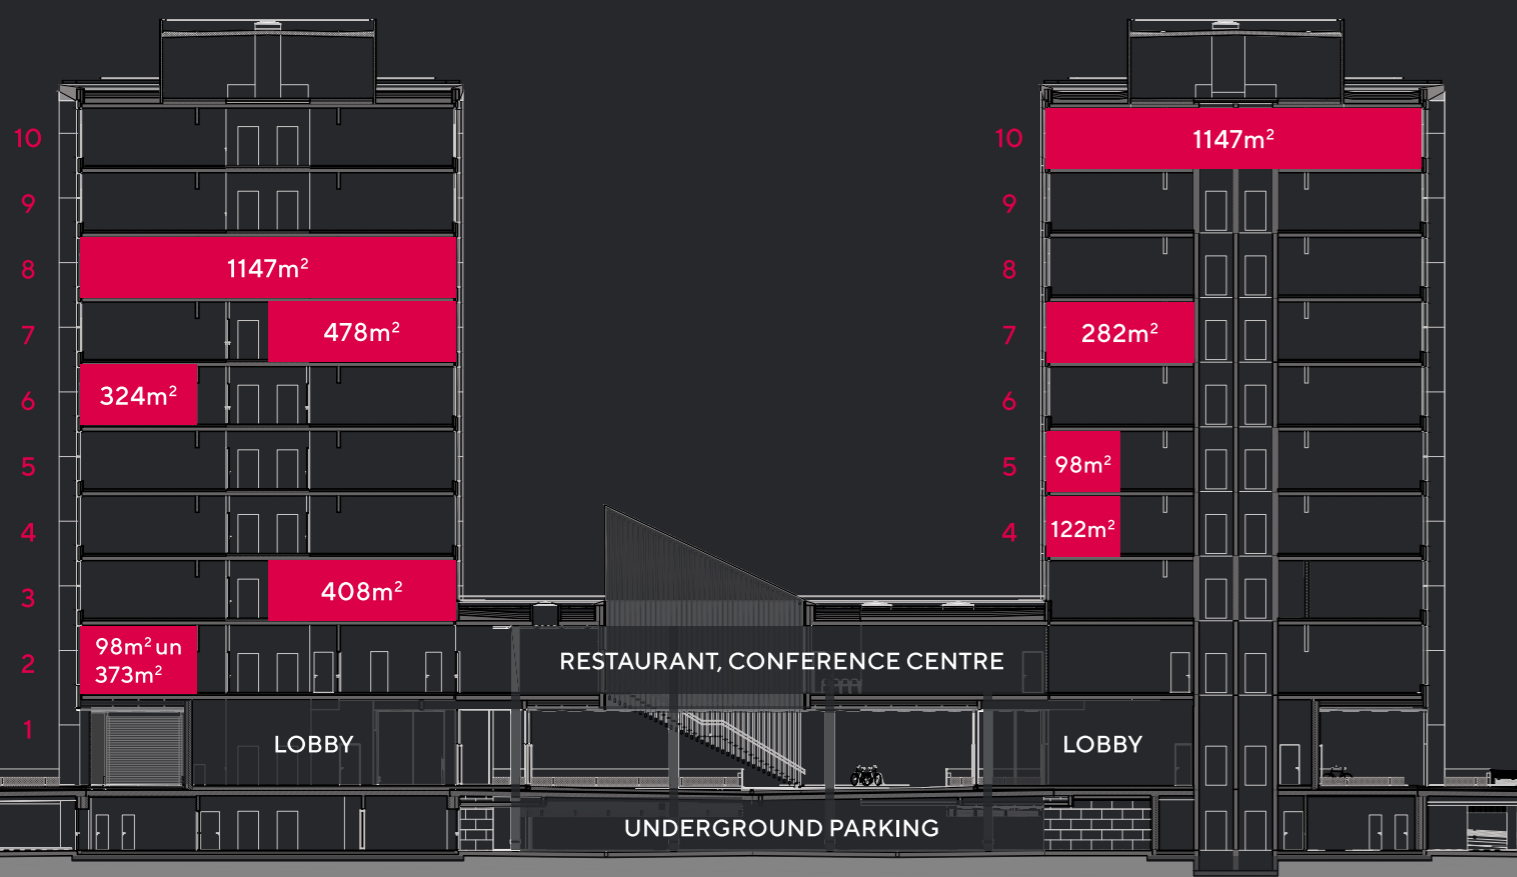 10
10
1147m²
9
9
8
1147m²
8
7
478m²
7
282m²
6
324m²
6
5
5
98m²
4
4
122m²
3
408m²
2
98m² un
373m²
RESTAURANT, CONFERENCE CENTRE
1
LOBBY
LOBBY
UNDERGROUND PARKING